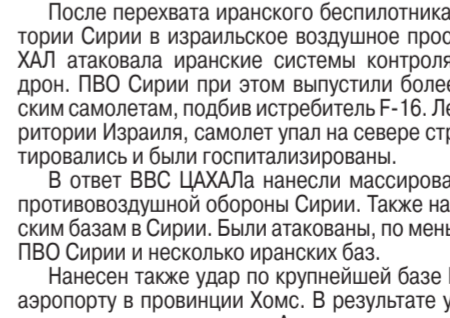 После перехвата иранского беспилотника
тории Сирии в израильское воздушное прос
ХАЛ атаковала иранские системы контроля
дрон. ПВО Сирии при этом выпустили более
ским самолетам, подбив истребитель F-16. Ле
ритории Израиля, самолет упал на севере стр
тировались и были госпитализированы.
В ответ ВВС ЦАХАЛа нанесли массирова
противовоздушной обороны Сирии. Также на
ским базам в Сирии. Были атакованы, по мень
ПВО Сирии и несколько иранских баз.
Нанесен также удар по крупнейшей базе
аэропорту в провинции Хомс. В результате у